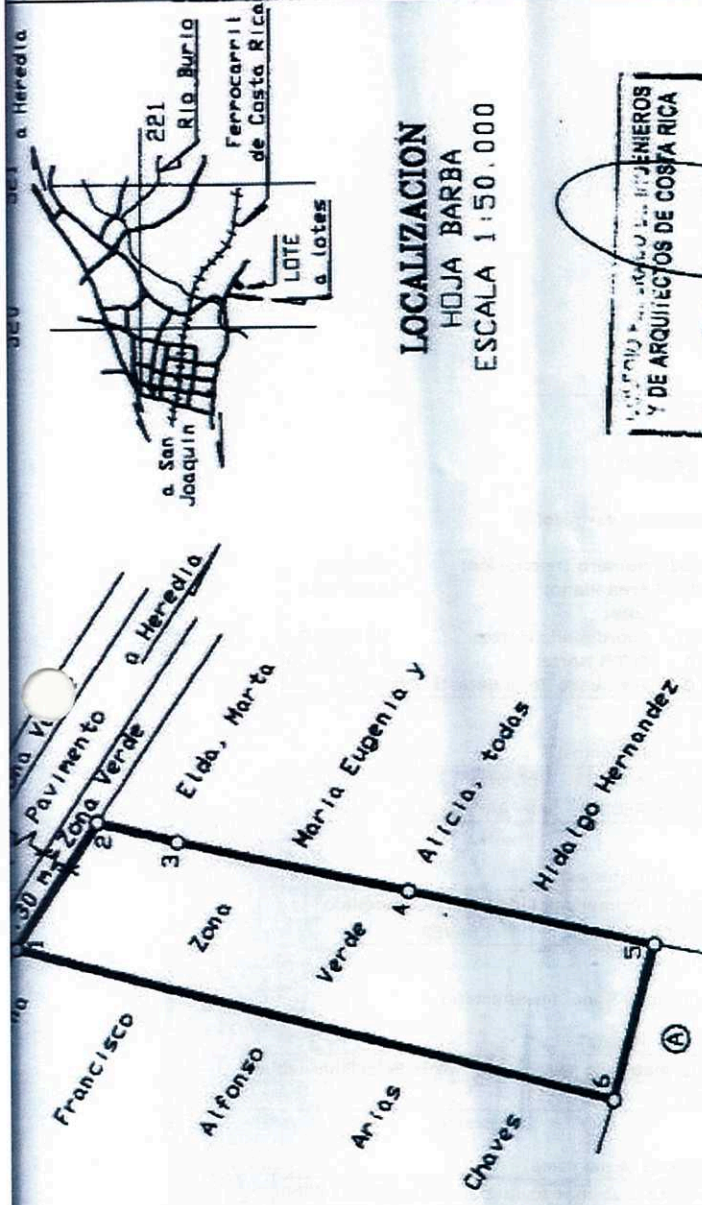 a Heredia
221
Rio Burio
Ferrocarril
de Costa Rica
a San
Joaquin
LOTE
a lotes
LOCALIZACION
HOJA BARBA
ESCALA 1:50.000
INGENIEROS
Y DE ARQUITECTOS DE COSTA RICA
Pavimento
a Heredia
.30 m.
Zona Verde
1
2
3
4
5
6
Francisco
Alfonso
Arias
Chaves
Zona
Verde
Elda, Marta
Maria Eugenia y
Alicia, todas
Hidalgo Hernandez
A